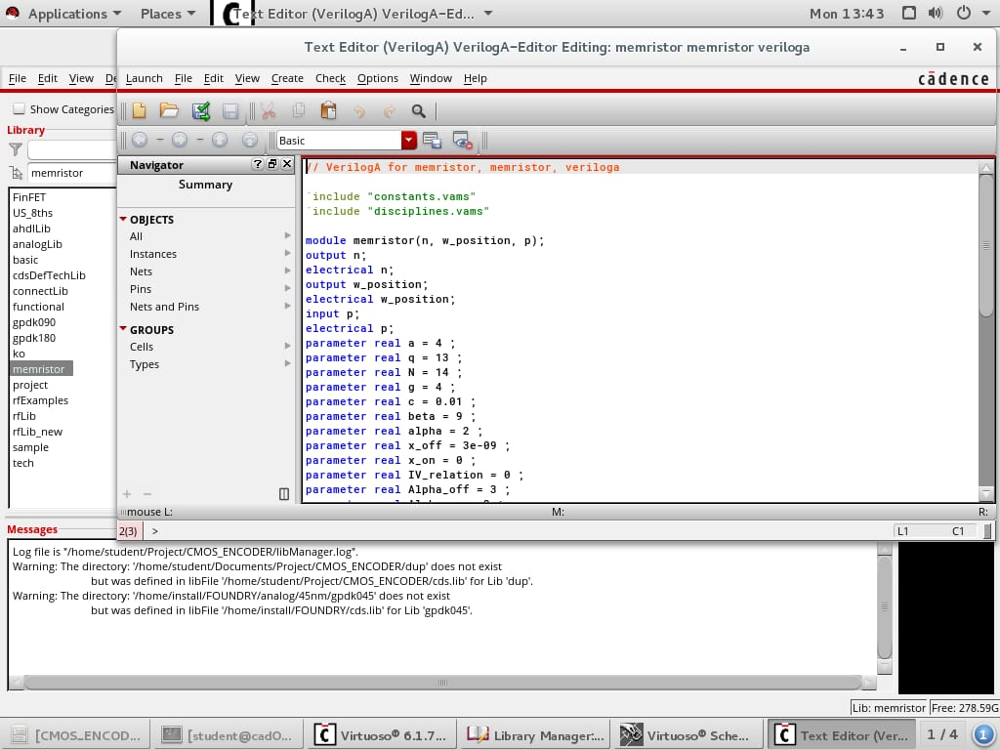 Applications Places Text Editor (VerilogA) VerilogA-Ed... Mon 13:43
Text Editor (VerilogA) VerilogA-Editor Editing: memristor memristor veriloga
File Edit View De
Launch File Edit View Create Check Options Window Help cādence
Show Categories
Library
Basic
memristor
FinFET
US_8ths
ahdlLib
analogLib
basic
cdsDefTechLib
connectLib
functional
gpdk090
gpdk180
ko
memristor
project
rfExamples
rfLib
rfLib_new
sample
tech
Navigator
Summary
OBJECTS
All
Instances
Nets
Pins
Nets and Pins
GROUPS
Cells
Types
// VerilogA for memristor, memristor, veriloga
`include "constants.vams"
`include "disciplines.vams"
module memristor(n, w_position, p);
output n;
electrical n;
output w_position;
electrical w_position;
input p;
electrical p;
parameter real a = 4 ;
parameter real q = 13 ;
parameter real N = 14 ;
parameter real g = 4 ;
parameter real c = 0.01 ;
parameter real beta = 9 ;
parameter real alpha = 2 ;
parameter real x_off = 3e-09 ;
parameter real x_on = 0 ;
parameter real IV_relation = 0 ;
parameter real Alpha_off = 3 ;
mouse L: M: R:
2(3) > L1 C1
Messages
Log file is "/home/student/Project/CMOS_ENCODER/libManager.log".
Warning: The directory: '/home/student/Documents/Project/CMOS_ENCODER/dup' does not exist
but was defined in libFile '/home/student/Project/CMOS_ENCODER/cds.lib' for Lib 'dup'.
Warning: The directory: '/home/install/FOUNDRY/analog/45nm/gpdk045' does not exist
but was defined in libFile '/home/install/FOUNDRY/cds.lib' for Lib 'gpdk045'.
Lib: memristor Free: 278.59G
[CMOS_ENCOD... [student@cadO... Virtuoso® 6.1.7... Library Manager:... Virtuoso® Sche... Text Editor (Ver... 1 / 4 1